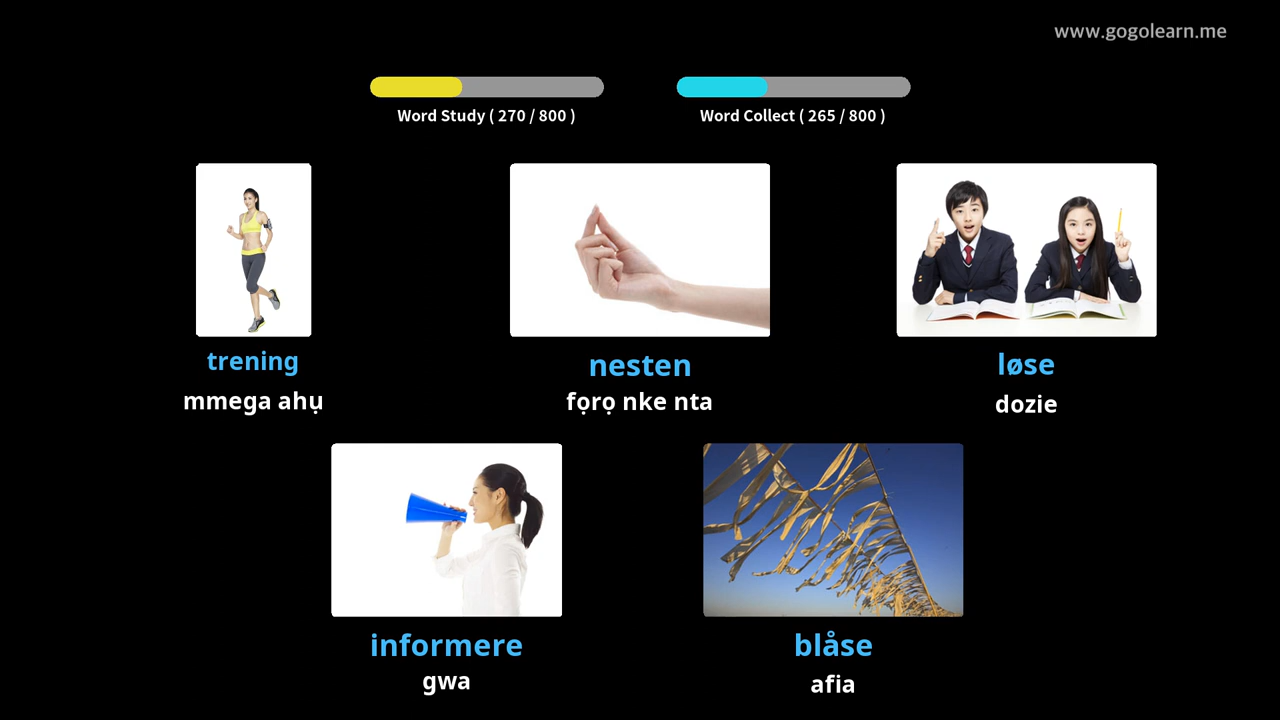 www.gogolearn.me
Word Study ( 270 / 800 )
Word Collect ( 265 / 800 )
trening
mmega ahụ
nesten
fọrọ nke nta
løse
dozie
informere
gwa
blåse
afia